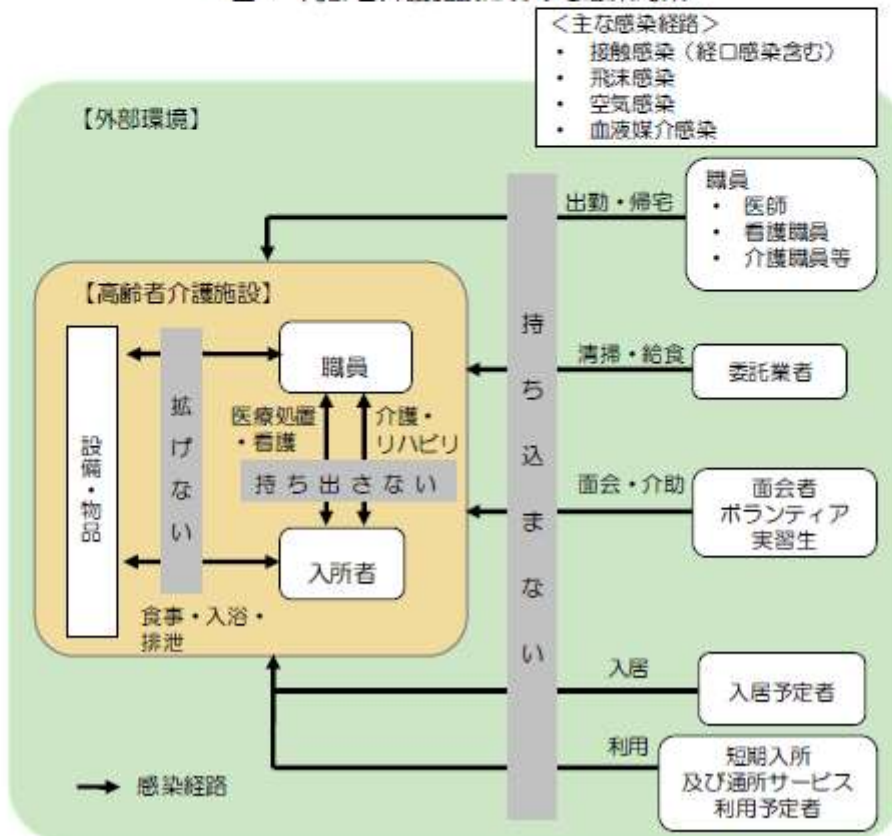 ＜主な感染経路＞
・ 接触感染（経口感染含む）
・ 飛沫感染
・ 空気感染
・ 血液媒介感染
【外部環境】
職員
・ 医師
・ 看護職員
・ 介護職員等
出勤・帰宅
【高齢者介護施設】
持ち込まない
職員
清掃・給食
委託業者
拡げない
医療処置
・看護
介護・
リハビリ
設備・物品
持ち出さない
面会・介助
面会者
ボランティア
実習生
入所者
食事・入浴・
排泄
入居
入居予定者
利用
短期入所
及び通所サービス
利用予定者
感染経路